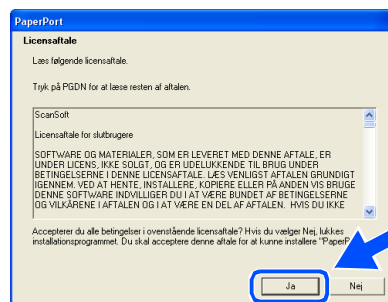 PaperPort
Licensaftale
Læs følgende licensaftale.
Tryk på PGDN for at læse resten af aftalen.
ScanSoft
Licensaftale for slutbrugere
SOFTWARE OG MATERIALER, SOM ER LEVERET MED DENNE AFTALE, ER
UNDER LICENS, IKKE SOLGT, OG ER UDELUKKENDE TIL BRUG UNDER
BETINGELSERNE I DENNE LICENSAFTALE. LÆS VENLIGST AFTALEN GRUNDIGT
IGENNEM. VED AT HENTE, INSTALLERE, KOPIERE ELLER PÅ ANDEN VIS BRUGE
DENNE SOFTWARE INDVILLIGER DU I AT VÆRE BUNDET AF BETINGELSERNE
OG VILKÅRENE I AFTALEN OG I AT VÆRE EN DEL AF AFTALEN. HVIS DU IKKE
Accepterer du alle betingelser i ovenstående licensaftale? Hvis du vælger Nej, lukkes
installationsprogrammet. Du skal acceptere denne aftale for at kunne installere "PaperP
Ja
Nej